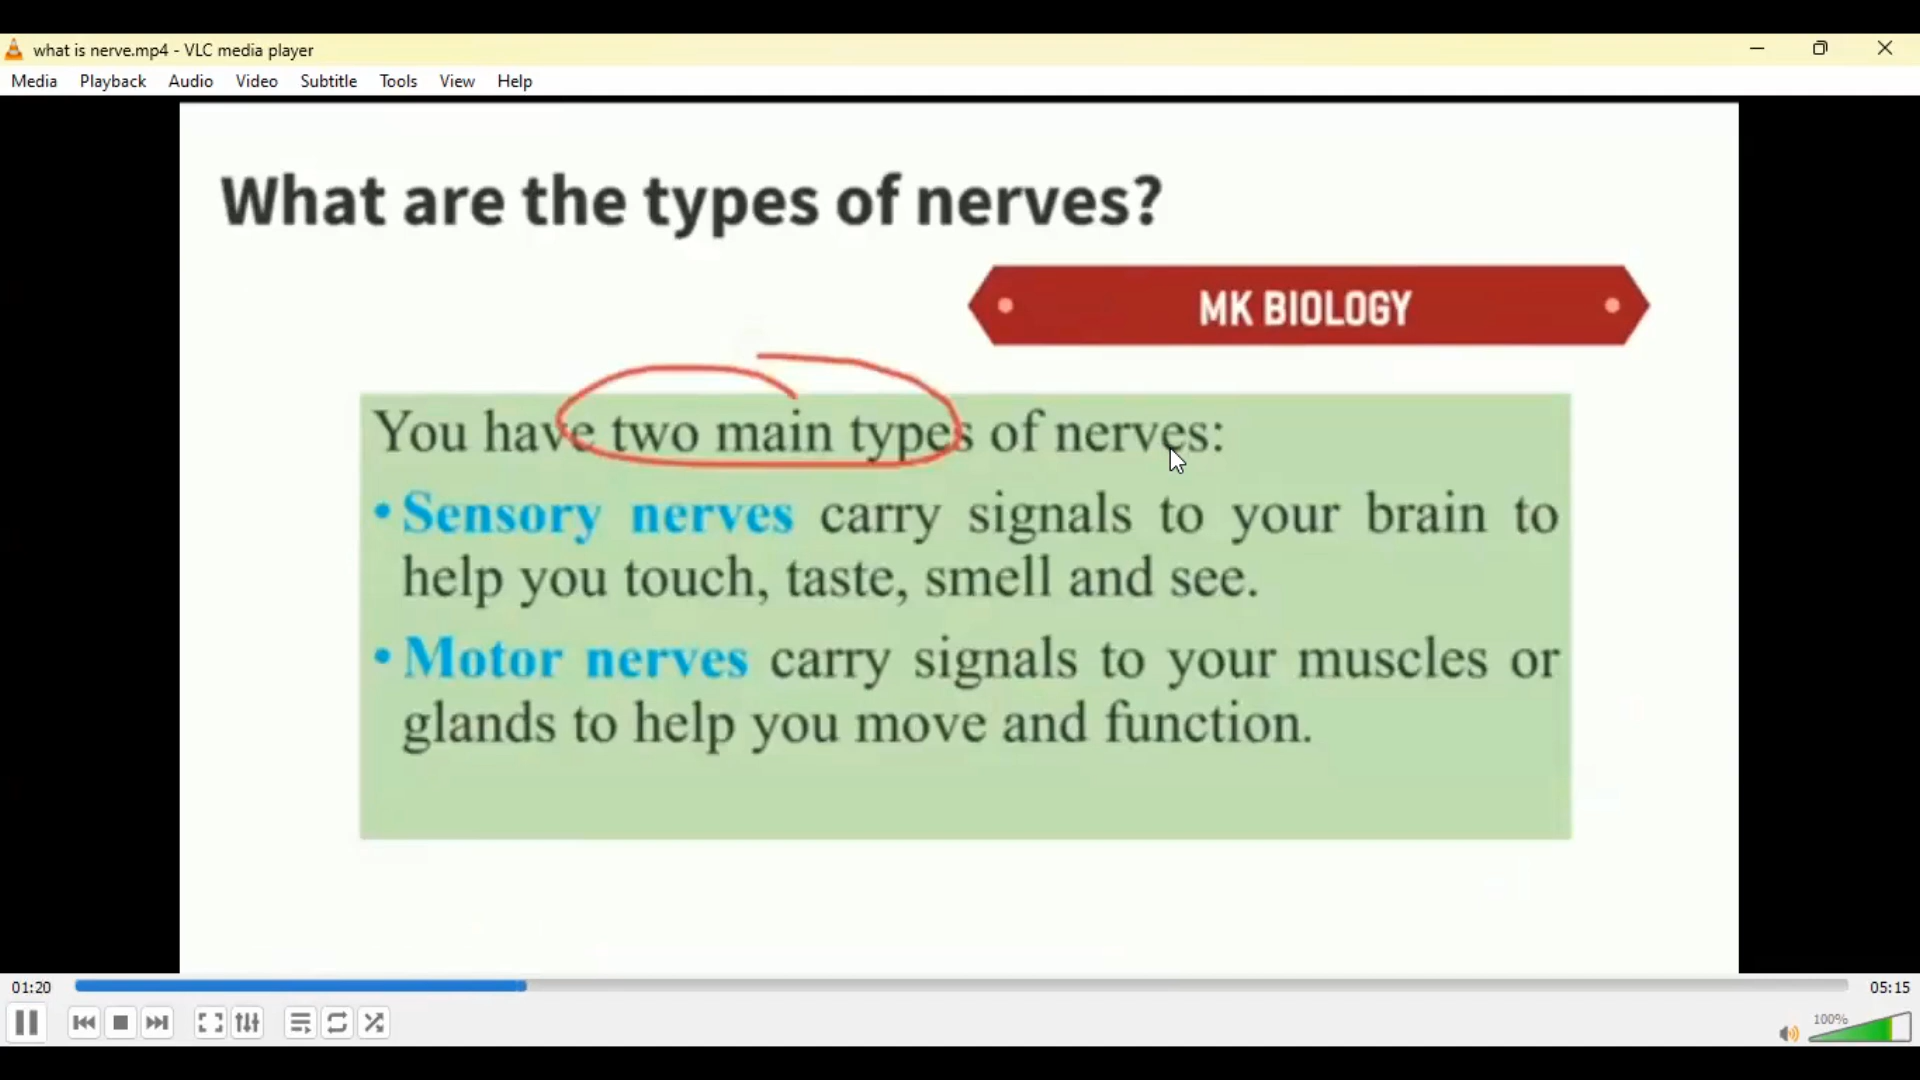 what is nerve.mp4 - VLC media player
Media Playback Audio Video Subtitle Tools View Help
What are the types of nerves?
MK BIOLOGY
You have two main types of nerves:
• Sensory nerves carry signals to your brain to
help you touch, taste, smell and see.
• Motor nerves carry signals to your muscles or
glands to help you move and function.
01:20 05:15
100%